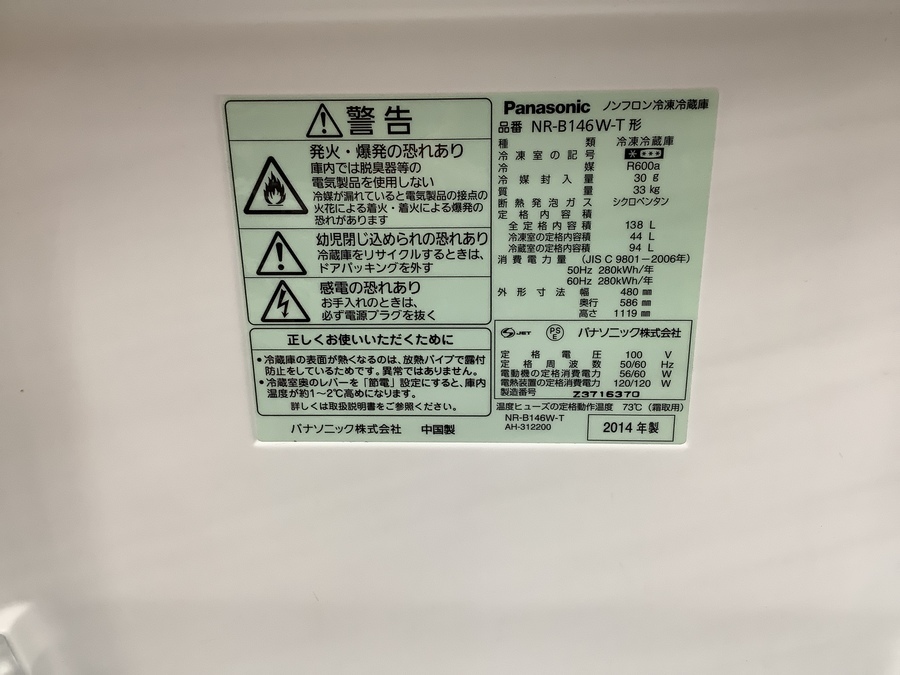 警告
発火・爆発の恐れあり
庫内では脱臭器等の
電気製品を使用しない
冷媒が漏れていると電気製品の接点の
火花による着火・着火による爆発の
恐れがあります
幼児閉じ込められの恐れあり
冷蔵庫をリサイクルするときは、
ドアパッキングを外す
感電の恐れあり
お手入れのときは、
必ず電源プラグを抜く
正しくお使いいただくために
•冷蔵庫の表面が熱くなるのは、放熱パイプで露付
防止をしているためです。異常ではありません。
•冷蔵室奥のレバーを「節電」設定にすると、庫内
温度が約1~2℃高めになります。
詳しくは取扱説明書をご参照ください。
パナソニック株式会社 中国製
Panasonic ノンフロン冷凍冷蔵庫
品番 NR-B146W-T形
種類 冷凍冷蔵庫
冷凍室の記号 * ***
冷媒 R600a
冷媒封入量 30 g
質量 33 kg
断熱発泡ガス シクロペンタン
定格内容積
全定格内容積 138 L
冷凍室の定格内容積 44 L
冷蔵室の定格内容積 94 L
消費電力量 (JIS C 9801-2006年)
50Hz 280kWh/年
60Hz 280kWh/年
外形寸法 幅 480 mm
奥行 586 mm
高さ 1119 mm
JET PSE パナソニック株式会社
定格電圧 100 V
定格周波数 50/60 Hz
電動機の定格消費電力 56/60 W
電熱装置の定格消費電力 120/120 W
製造番号 Z3716370
温度ヒューズの定格動作温度 73℃(霜取用)
NR-B146W-T
AH-312200
2014年製